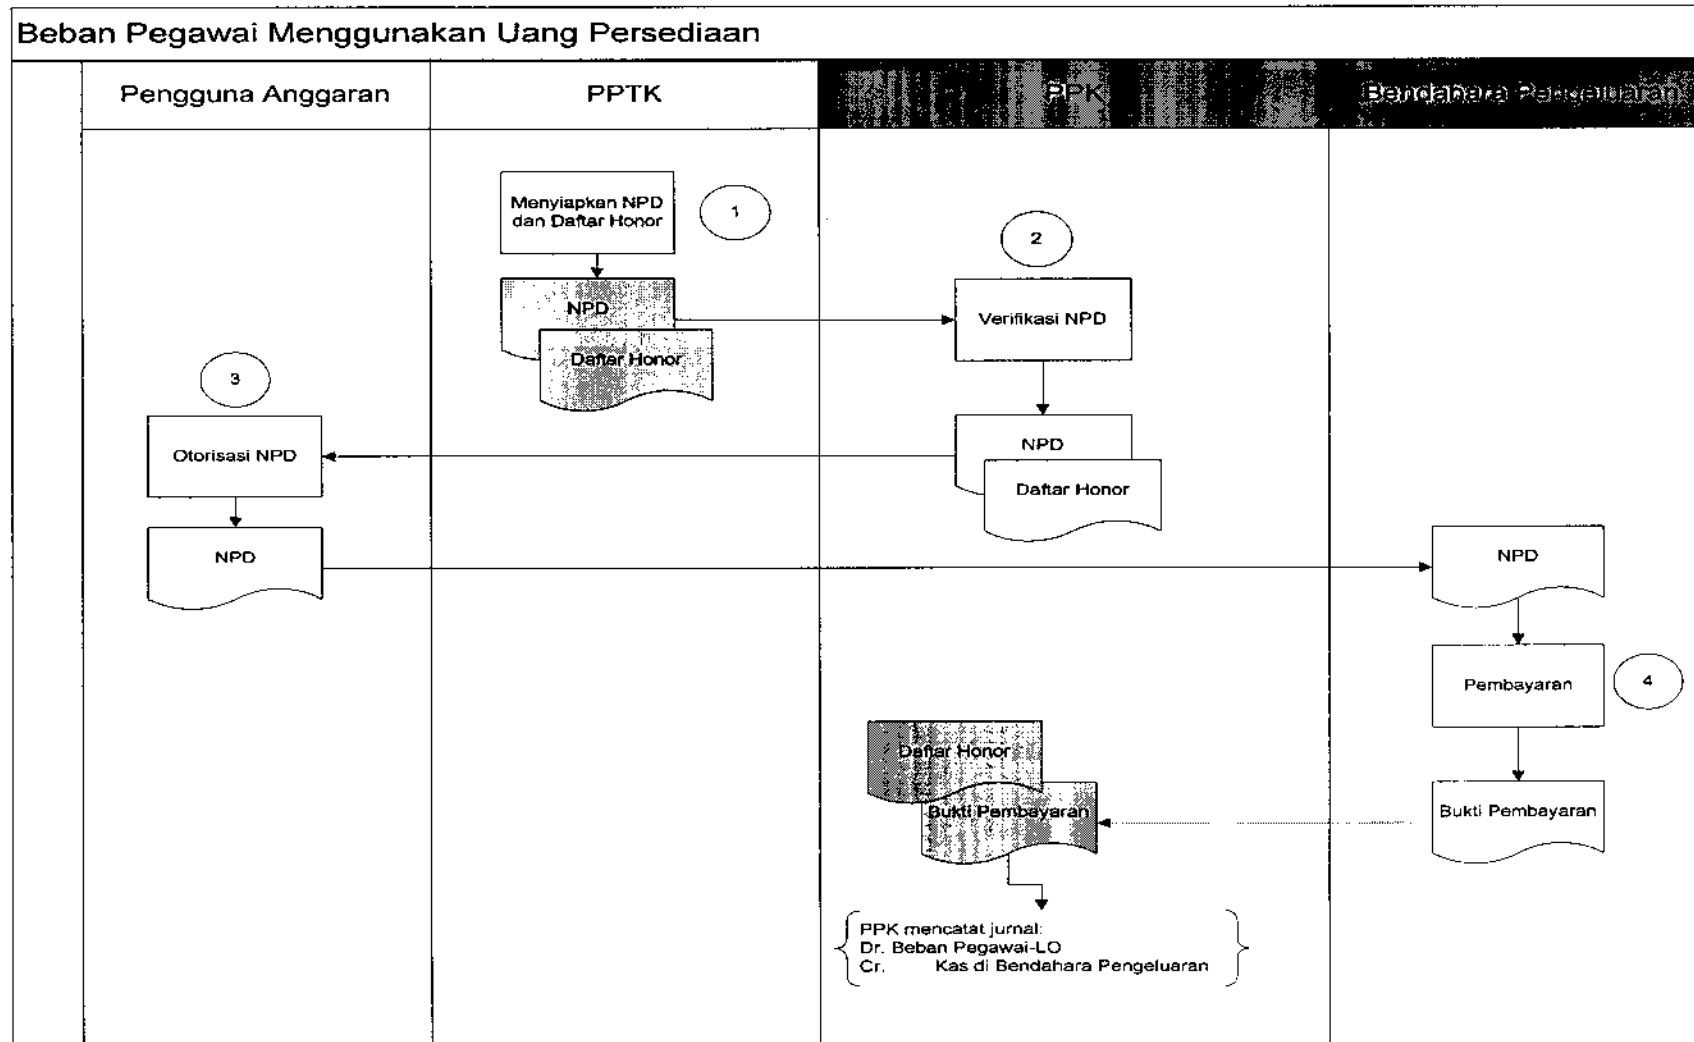 Beban Pegawai Menggunakan Uang Persediaan
Pengguna Anggaran
PPTK
PPK
Bendahara Pengeluaran
Menyiapkan NPD
dan Daftar Honor
1
2
NPD
Daftar Honor
Verifikasi NPD
3
Otorisasi NPD
NPD
Daftar Honor
NPD
NPD
Pembayaran
4
Daftar Honor
Bukti Pembayaran
Bukti Pembayaran
PPK mencatat jurnal:
Dr. Beban Pegawai-LO
Cr. Kas di Bendahara Pengeluaran